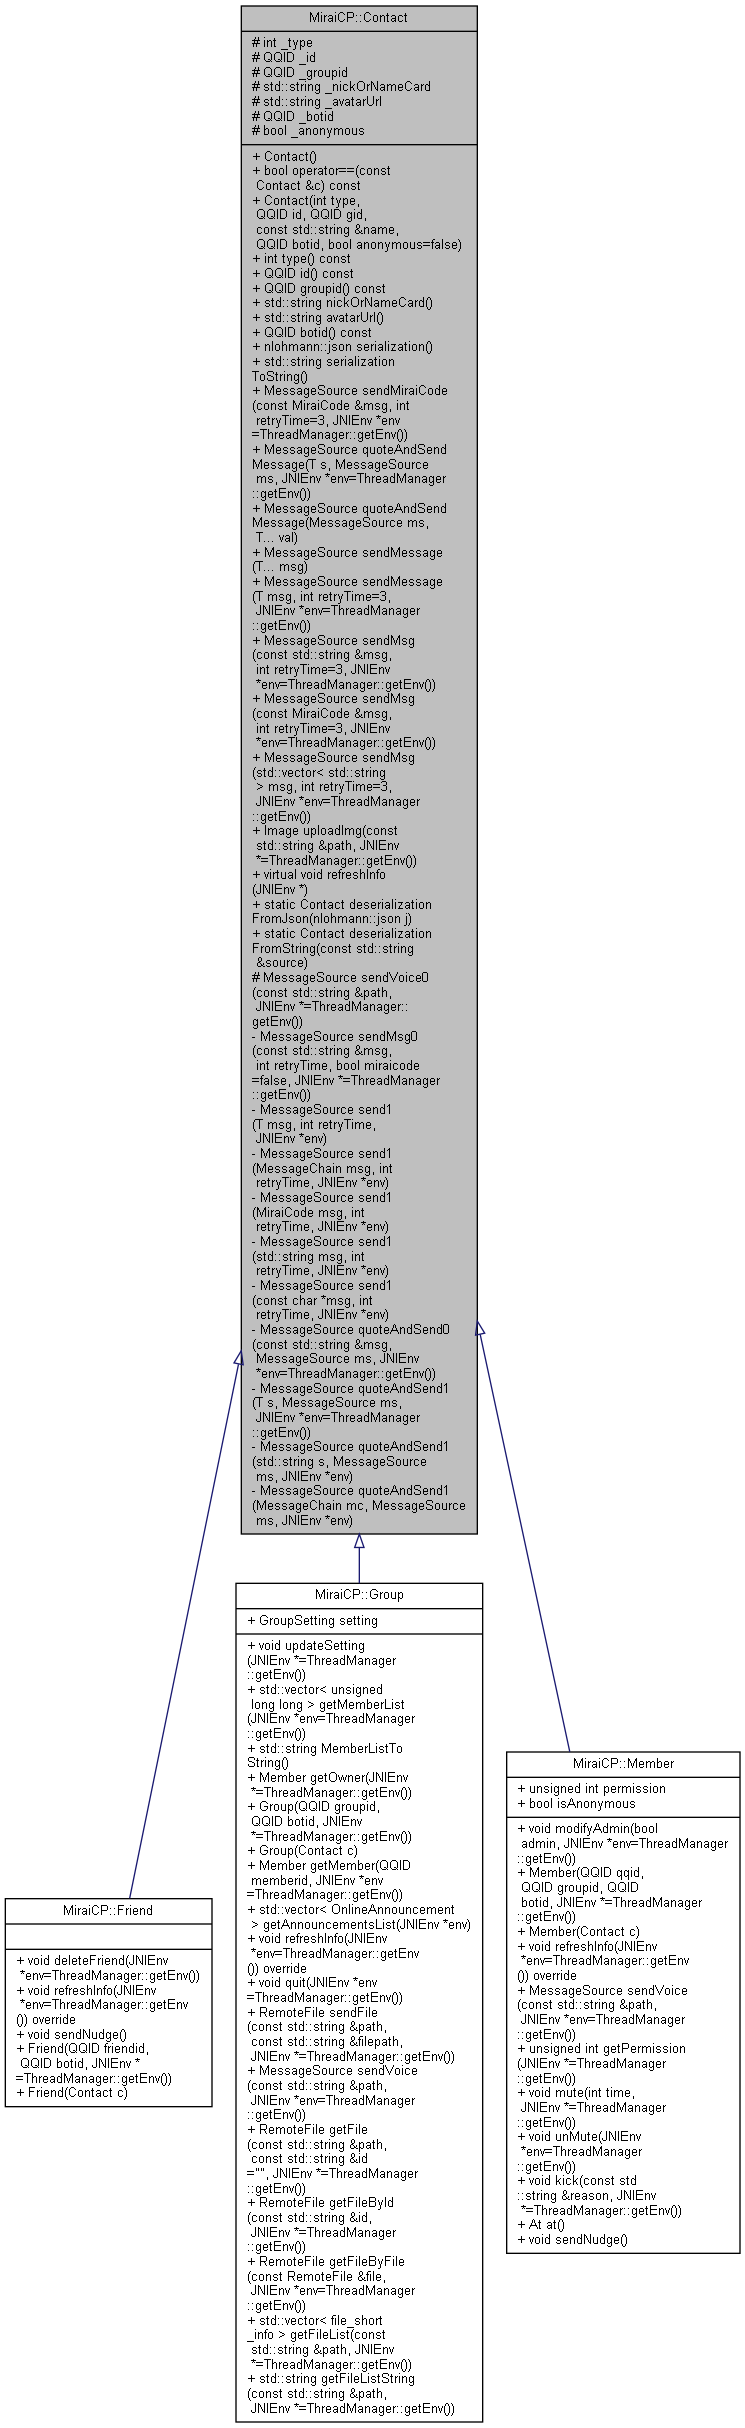 MiraiCP::Contact
# int _type
# QQID _id
# QQID _groupid
# std::string _nickOrNameCard
# std::string _avatarUrl
# QQID _botid
# bool _anonymous
+ Contact()
+ bool operator==(const
Contact &c) const
+ Contact(int type,
QQID id, QQID gid,
const std::string &name,
QQID botid, bool anonymous=false)
+ int type() const
+ QQID id() const
+ QQID groupid() const
+ std::string nickOrNameCard()
+ std::string avatarUrl()
+ QQID botid() const
+ nlohmann::json serialization()
+ std::string serialization
ToString()
+ MessageSource sendMiraiCode
(const MiraiCode &msg, int
retryTime=3, JNIEnv *env
=ThreadManager::getEnv())
+ MessageSource quoteAndSend
Message(T s, MessageSource
ms, JNIEnv *env=ThreadManager
::getEnv())
+ MessageSource quoteAndSend
Message(MessageSource ms,
T... val)
+ MessageSource sendMessage
(T... msg)
+ MessageSource sendMessage
(T msg, int retryTime=3,
JNIEnv *env=ThreadManager
::getEnv())
+ MessageSource sendMsg
(const std::string &msg,
int retryTime=3, JNIEnv
*env=ThreadManager::getEnv())
+ MessageSource sendMsg
(const MiraiCode &msg,
int retryTime=3, JNIEnv
*env=ThreadManager::getEnv())
+ MessageSource sendMsg
(std::vector< std::string
> msg, int retryTime=3,
JNIEnv *env=ThreadManager
::getEnv())
+ Image uploadImg(const
std::string &path, JNIEnv
*=ThreadManager::getEnv())
+ virtual void refreshInfo
(JNIEnv *)
+ static Contact deserialization
FromJson(nlohmann::json j)
+ static Contact deserialization
FromString(const std::string
&source)
# MessageSource sendVoice0
(const std::string &path,
JNIEnv *=ThreadManager::
getEnv())
- MessageSource sendMsg0
(const std::string &msg,
int retryTime, bool miraicode
=false, JNIEnv *=ThreadManager
::getEnv())
- MessageSource send1
(T msg, int retryTime,
JNIEnv *env)
- MessageSource send1
(MessageChain msg, int
retryTime, JNIEnv *env)
- MessageSource send1
(MiraiCode msg, int
retryTime, JNIEnv *env)
- MessageSource send1
(std::string msg, int
retryTime, JNIEnv *env)
- MessageSource send1
(const char *msg, int
retryTime, JNIEnv *env)
- MessageSource quoteAndSend0
(const std::string &msg,
MessageSource ms, JNIEnv
*env=ThreadManager::getEnv())
- MessageSource quoteAndSend1
(T s, MessageSource ms,
JNIEnv *env=ThreadManager
::getEnv())
- MessageSource quoteAndSend1
(std::string s, MessageSource
ms, JNIEnv *env)
- MessageSource quoteAndSend1
(MessageChain mc, MessageSource
ms, JNIEnv *env)
MiraiCP::Friend
+ void deleteFriend(JNIEnv
*env=ThreadManager::getEnv())
+ void refreshInfo(JNIEnv
*env=ThreadManager::getEnv
()) override
+ void sendNudge()
+ Friend(QQID friendid,
QQID botid, JNIEnv *
=ThreadManager::getEnv())
+ Friend(Contact c)
MiraiCP::Group
+ GroupSetting setting
+ void updateSetting
(JNIEnv *=ThreadManager
::getEnv())
+ std::vector< unsigned
long long > getMemberList
(JNIEnv *env=ThreadManager
::getEnv())
+ std::string MemberListTo
String()
+ Member getOwner(JNIEnv
*=ThreadManager::getEnv())
+ Group(QQID groupid,
QQID botid, JNIEnv
*=ThreadManager::getEnv())
+ Group(Contact c)
+ Member getMember(QQID
memberid, JNIEnv *env
=ThreadManager::getEnv())
+ std::vector< OnlineAnnouncement
> getAnnouncementsList(JNIEnv *env)
+ void refreshInfo(JNIEnv
*env=ThreadManager::getEnv
()) override
+ void quit(JNIEnv *env
=ThreadManager::getEnv())
+ RemoteFile sendFile
(const std::string &path,
const std::string &filepath,
JNIEnv *=ThreadManager::getEnv())
+ MessageSource sendVoice
(const std::string &path,
JNIEnv *env=ThreadManager
::getEnv())
+ RemoteFile getFile
(const std::string &path,
const std::string &id
="", JNIEnv *=ThreadManager
::getEnv())
+ RemoteFile getFileById
(const std::string &id,
JNIEnv *=ThreadManager
::getEnv())
+ RemoteFile getFileByFile
(const RemoteFile &file,
JNIEnv *env=ThreadManager
::getEnv())
+ std::vector< file_short
_info > getFileList(const
std::string &path, JNIEnv
*=ThreadManager::getEnv())
+ std::string getFileListString
(const std::string &path,
JNIEnv *=ThreadManager::getEnv())
MiraiCP::Member
+ unsigned int permission
+ bool isAnonymous
+ void modifyAdmin(bool
admin, JNIEnv *env=ThreadManager
::getEnv())
+ Member(QQID qqid,
QQID groupid, QQID
botid, JNIEnv *=ThreadManager
::getEnv())
+ Member(Contact c)
+ void refreshInfo(JNIEnv
*env=ThreadManager::getEnv
()) override
+ MessageSource sendVoice
(const std::string &path,
JNIEnv *env=ThreadManager
::getEnv())
+ unsigned int getPermission
(JNIEnv *=ThreadManager
::getEnv())
+ void mute(int time,
JNIEnv *=ThreadManager
::getEnv())
+ void unMute(JNIEnv
*env=ThreadManager
::getEnv())
+ void kick(const std
::string &reason, JNIEnv
*=ThreadManager::getEnv())
+ At at()
+ void sendNudge()